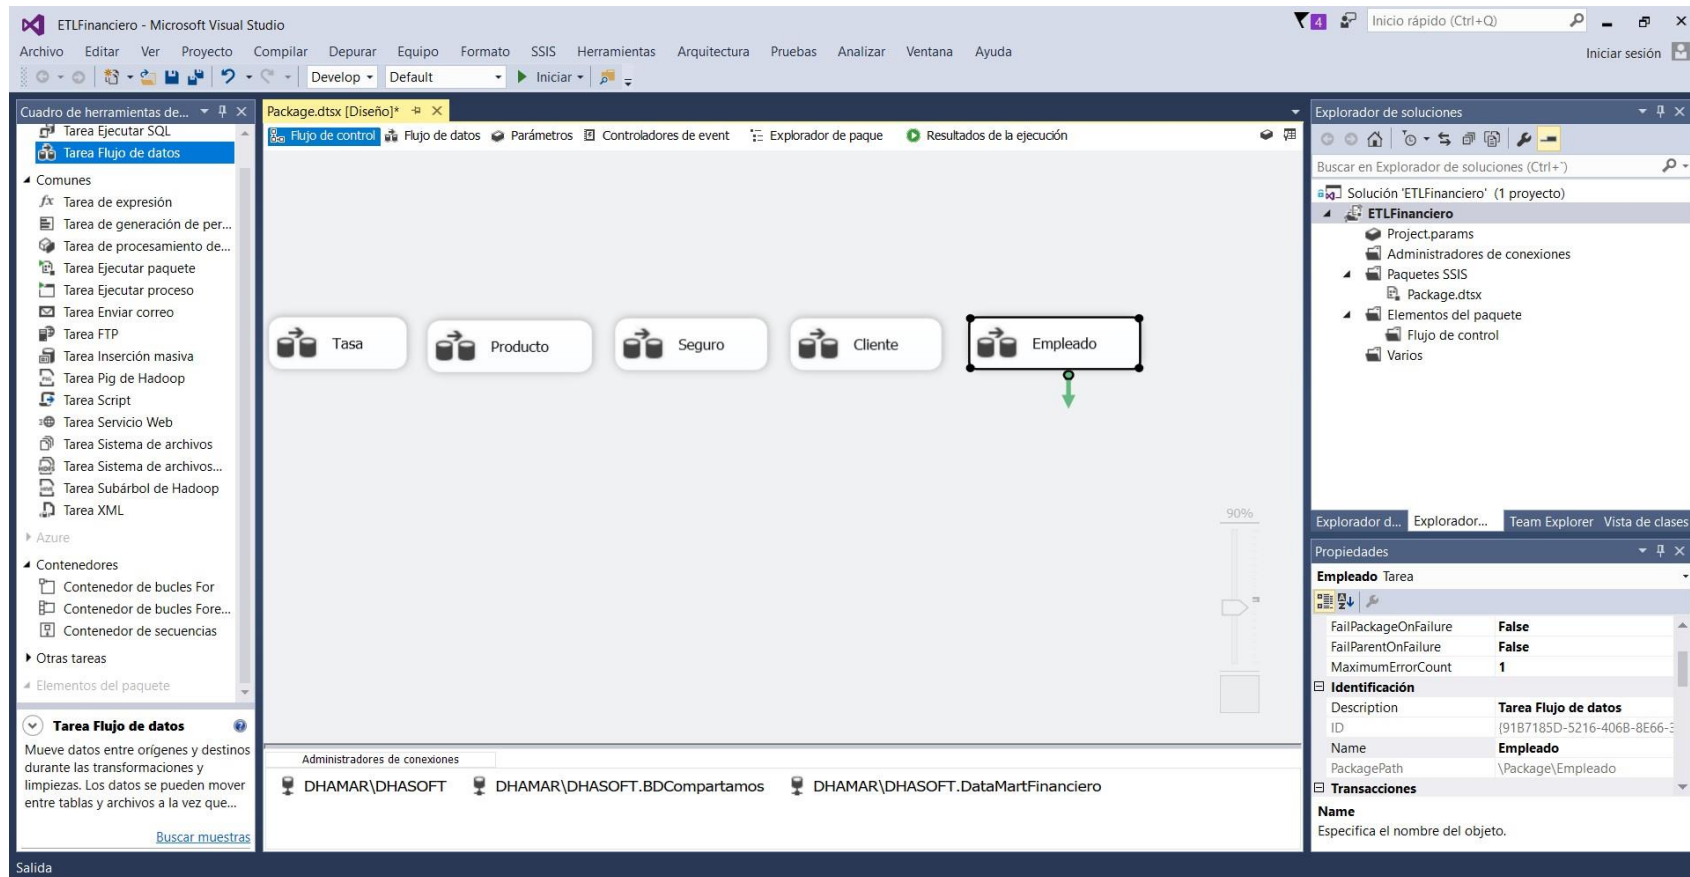 ETLFinanciero - Microsoft Visual Studio
4
Inicio rápido (Ctrl+Q)
Archivo Editar Ver Proyecto Compilar Depurar Equipo Formato SSIS Herramientas Arquitectura Pruebas Analizar Ventana Ayuda
Iniciar sesión
Develop Default Iniciar
Cuadro de herramientas de...
Tarea Ejecutar SQL
Tarea Flujo de datos
Comunes
Tarea de expresión
Tarea de generación de per...
Tarea de procesamiento de...
Tarea Ejecutar paquete
Tarea Ejecutar proceso
Tarea Enviar correo
Tarea FTP
Tarea Inserción masiva
Tarea Pig de Hadoop
Tarea Script
Tarea Servicio Web
Tarea Sistema de archivos
Tarea Sistema de archivos...
Tarea Subárbol de Hadoop
Tarea XML
Azure
Contenedores
Contenedor de bucles For
Contenedor de bucles Fore...
Contenedor de secuencias
Otras tareas
Elementos del paquete
Tarea Flujo de datos
Mueve datos entre orígenes y destinos
durante las transformaciones y
limpiezas. Los datos se pueden mover
entre tablas y archivos a la vez que...
Buscar muestras
Package.dtsx [Diseño]*
Flujo de control Flujo de datos Parámetros Controladores de event Explorador de paque Resultados de la ejecución
Tasa Producto Seguro Cliente Empleado
90%
Administradores de conexiones
DHAMAR\DHASOFT DHAMAR\DHASOFT.BDCompartamos DHAMAR\DHASOFT.DataMartFinanciero
Explorador de soluciones
Buscar en Explorador de soluciones (Ctrl+¨)
Solución 'ETLFinanciero' (1 proyecto)
ETLFinanciero
Project.params
Administradores de conexiones
Paquetes SSIS
Package.dtsx
Elementos del paquete
Flujo de control
Varios
Explorador d... Explorador... Team Explorer Vista de clases
Propiedades
Empleado Tarea
FailPackageOnFailure False
FailParentOnFailure False
MaximumErrorCount 1
Identificación
Description Tarea Flujo de datos
ID {91B7185D-5216-406B-8E66-3
Name Empleado
PackagePath \Package\Empleado
Transacciones
Name
Especifica el nombre del objeto.
Salida